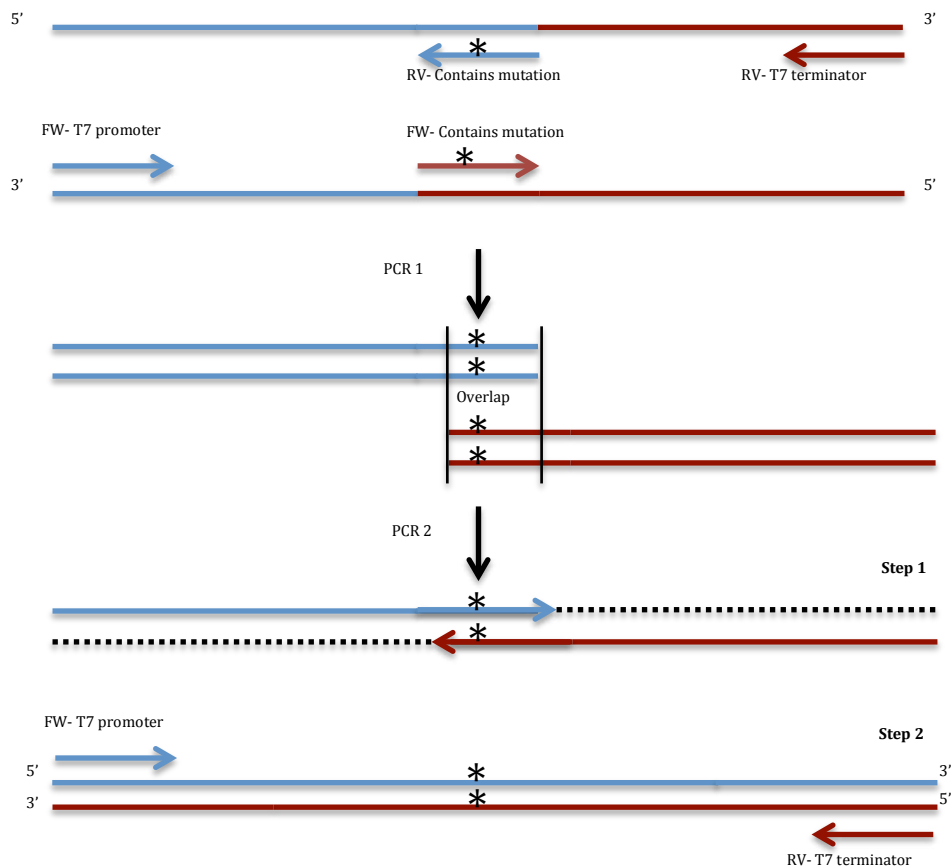 5’
3’
*
RV- Contains mutation
RV- T7 terminator
FW- T7 promoter
FW- Contains mutation
*
3’
5’
PCR 1
*
*
Overlap
*
*
PCR 2
Step 1
*
*
FW- T7 promoter
Step 2
5’
*
3’
3’
*
5’
RV- T7 terminator